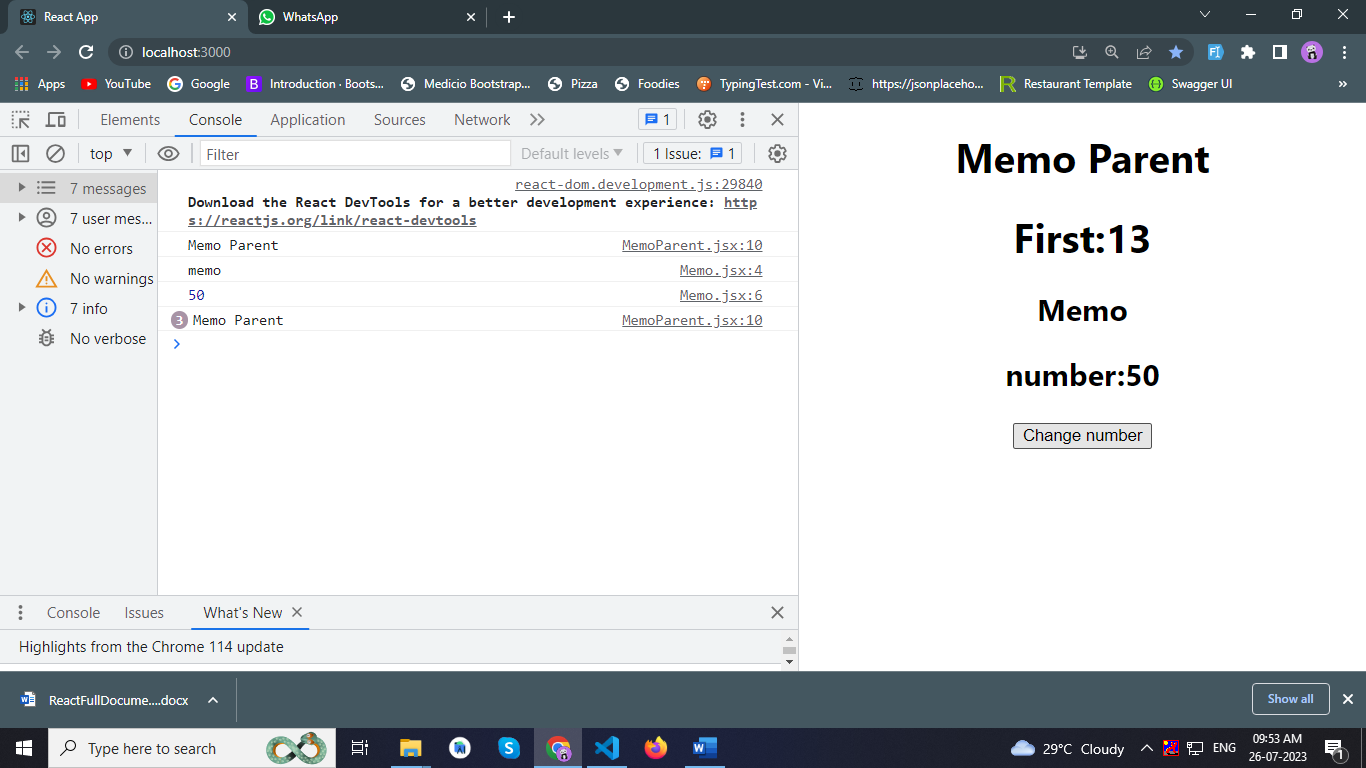 React App
WhatsApp
localhost:3000
Apps
YouTube
Google
Introduction · Boots...
Medicio Bootstrap...
Pizza
Foodies
TypingTest.com - Vi...
https://jsonplaceho...
Restaurant Template
Swagger UI
»
Elements
Console
Application
Sources
Network
1
top
Filter
Default levels
1 Issue:
1
7 messages
7 user mes...
No errors
No warnings
7 info
No verbose
react-dom.development.js:29840
Download the React DevTools for a better development experience: http
s://reactjs.org/link/react-devtools
Memo Parent MemoParent.jsx:10
memo Memo.jsx:4
50 Memo.jsx:6
3 Memo Parent MemoParent.jsx:10
Memo Parent
First:13
Memo
number:50
Change number
Console
Issues
What's New
Highlights from the Chrome 114 update
ReactFullDocume....docx
Show all
Type here to search
29°C Cloudy
ENG
09:53 AM
26-07-2023
1